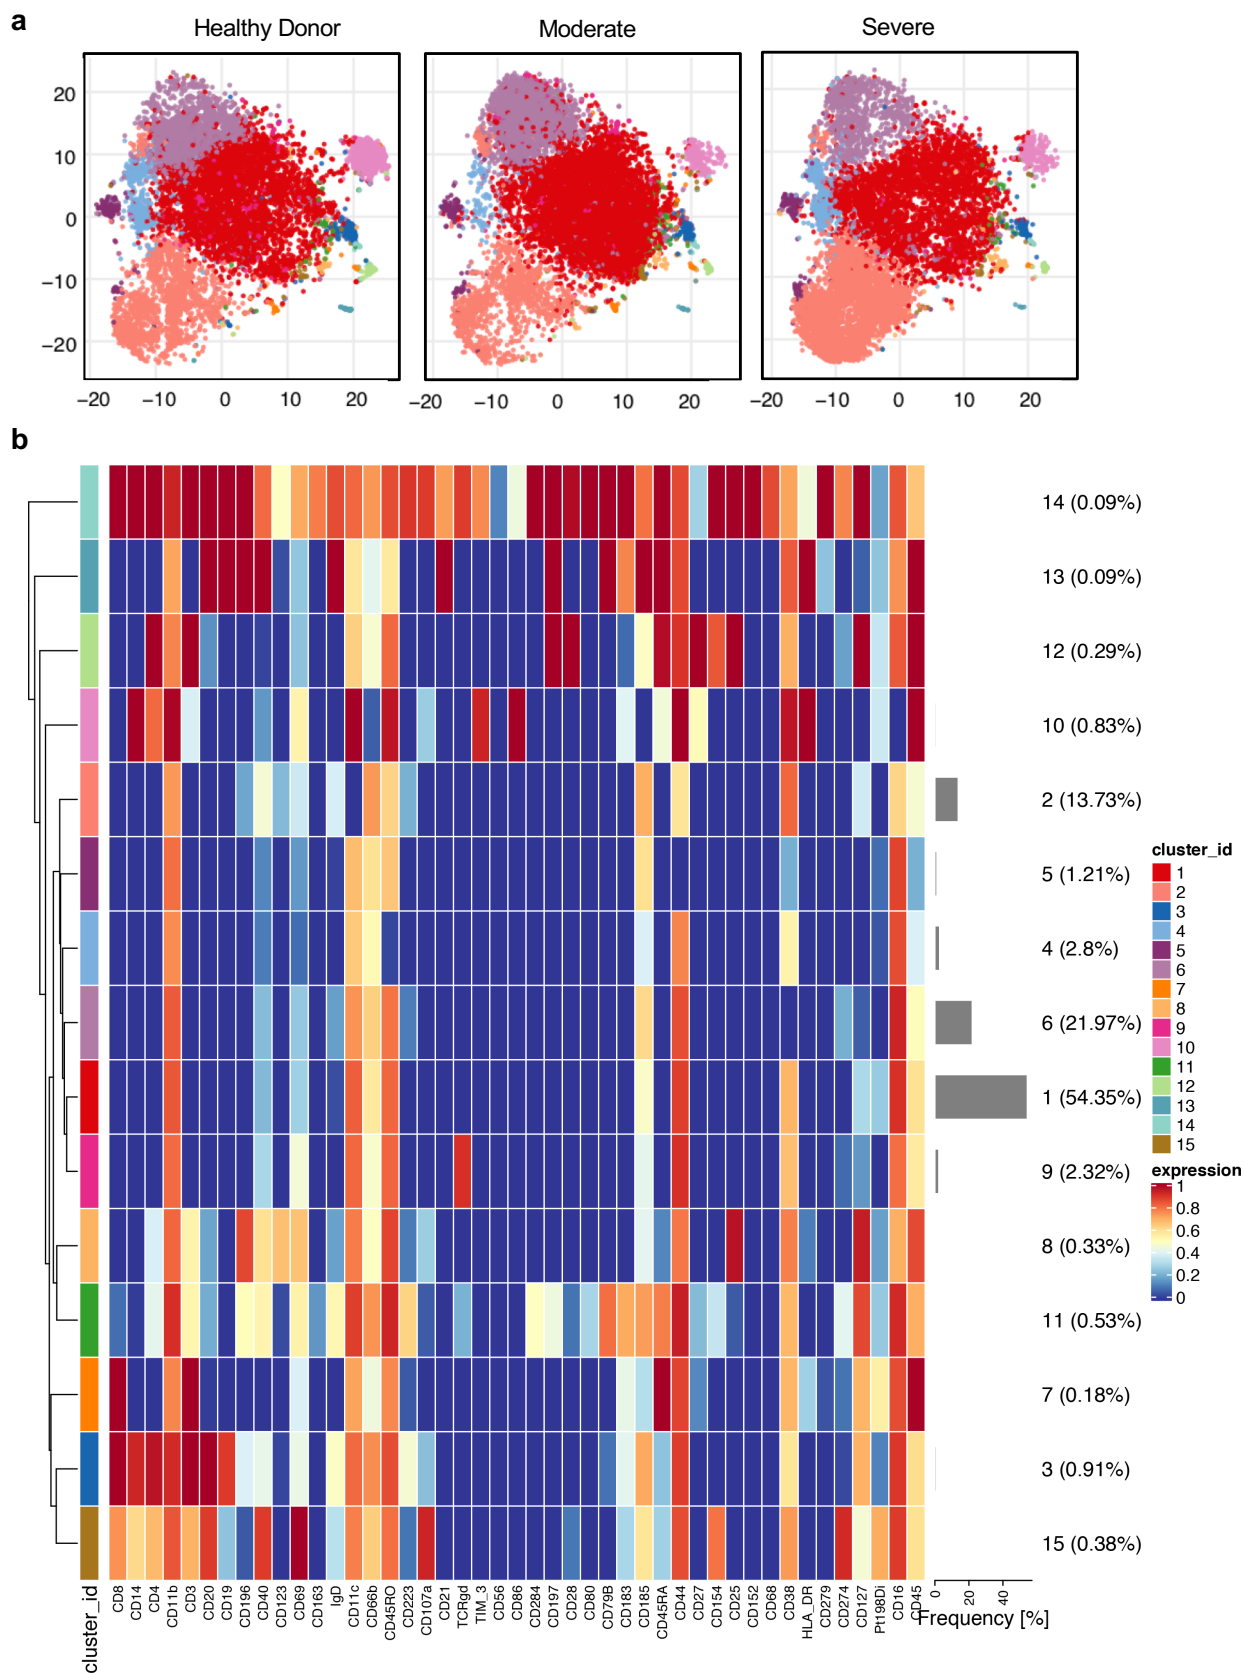 a
Healthy Donor
Moderate
Severe
20
10
0
−10
−20
−20 −10 0 10 20
−20 −10 0 10 20
−20 −10 0 10 20
b
14 (0.09%)
13 (0.09%)
12 (0.29%)
10 (0.83%)
2 (13.73%)
5 (1.21%)
4 (2.8%)
6 (21.97%)
1 (54.35%)
9 (2.32%)
8 (0.33%)
11 (0.53%)
7 (0.18%)
3 (0.91%)
15 (0.38%)
cluster_id
1
2
3
4
5
6
7
8
9
10
11
12
13
14
15
expression
1
0.8
0.6
0.4
0.2
0
cluster_id
CD8
CD14
CD4
CD11b
CD3
CD20
CD19
CD196
CD40
CD123
CD69
CD163
IgD
CD11c
CD66b
CD45RO
CD223
CD107a
CD21
TCRgd
TIM_3
CD56
CD86
CD284
CD197
CD28
CD80
CD79B
CD183
CD185
CD45RA
CD44
CD27
CD154
CD25
CD152
CD68
CD38
HLA_DR
CD279
CD274
CD127
Pt198Di
CD16
CD45
0
20
40
Frequency [%]